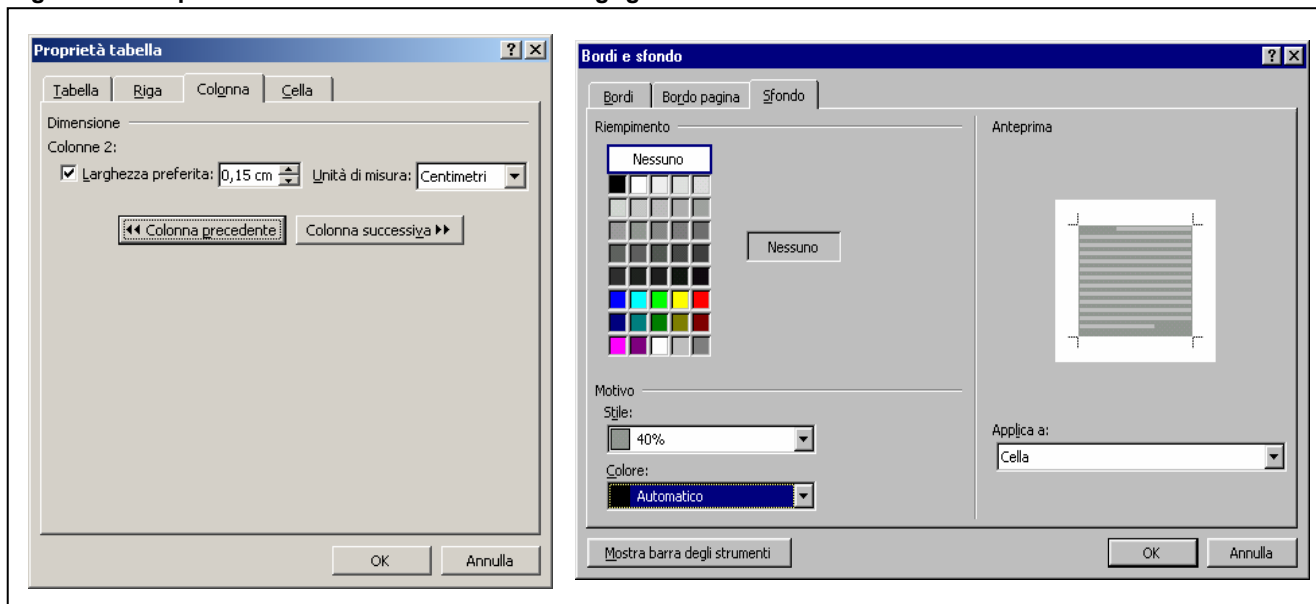 Proprietà tabella
Tabella Riga Colonna Cella
Dimensione
Colonne 2:
Larghezza preferita: 0,15 cm Unità di misura: Centimetri
Colonna precedente Colonna successiva
OK Annulla
Bordi e sfondo
Bordi Bordo pagina Sfondo
Riempimento
Nessuno
Nessuno
Motivo
Stile:
40%
Colore:
Automatico
Anteprima
Applica a:
Cella
Mostra barra degli strumenti OK Annulla